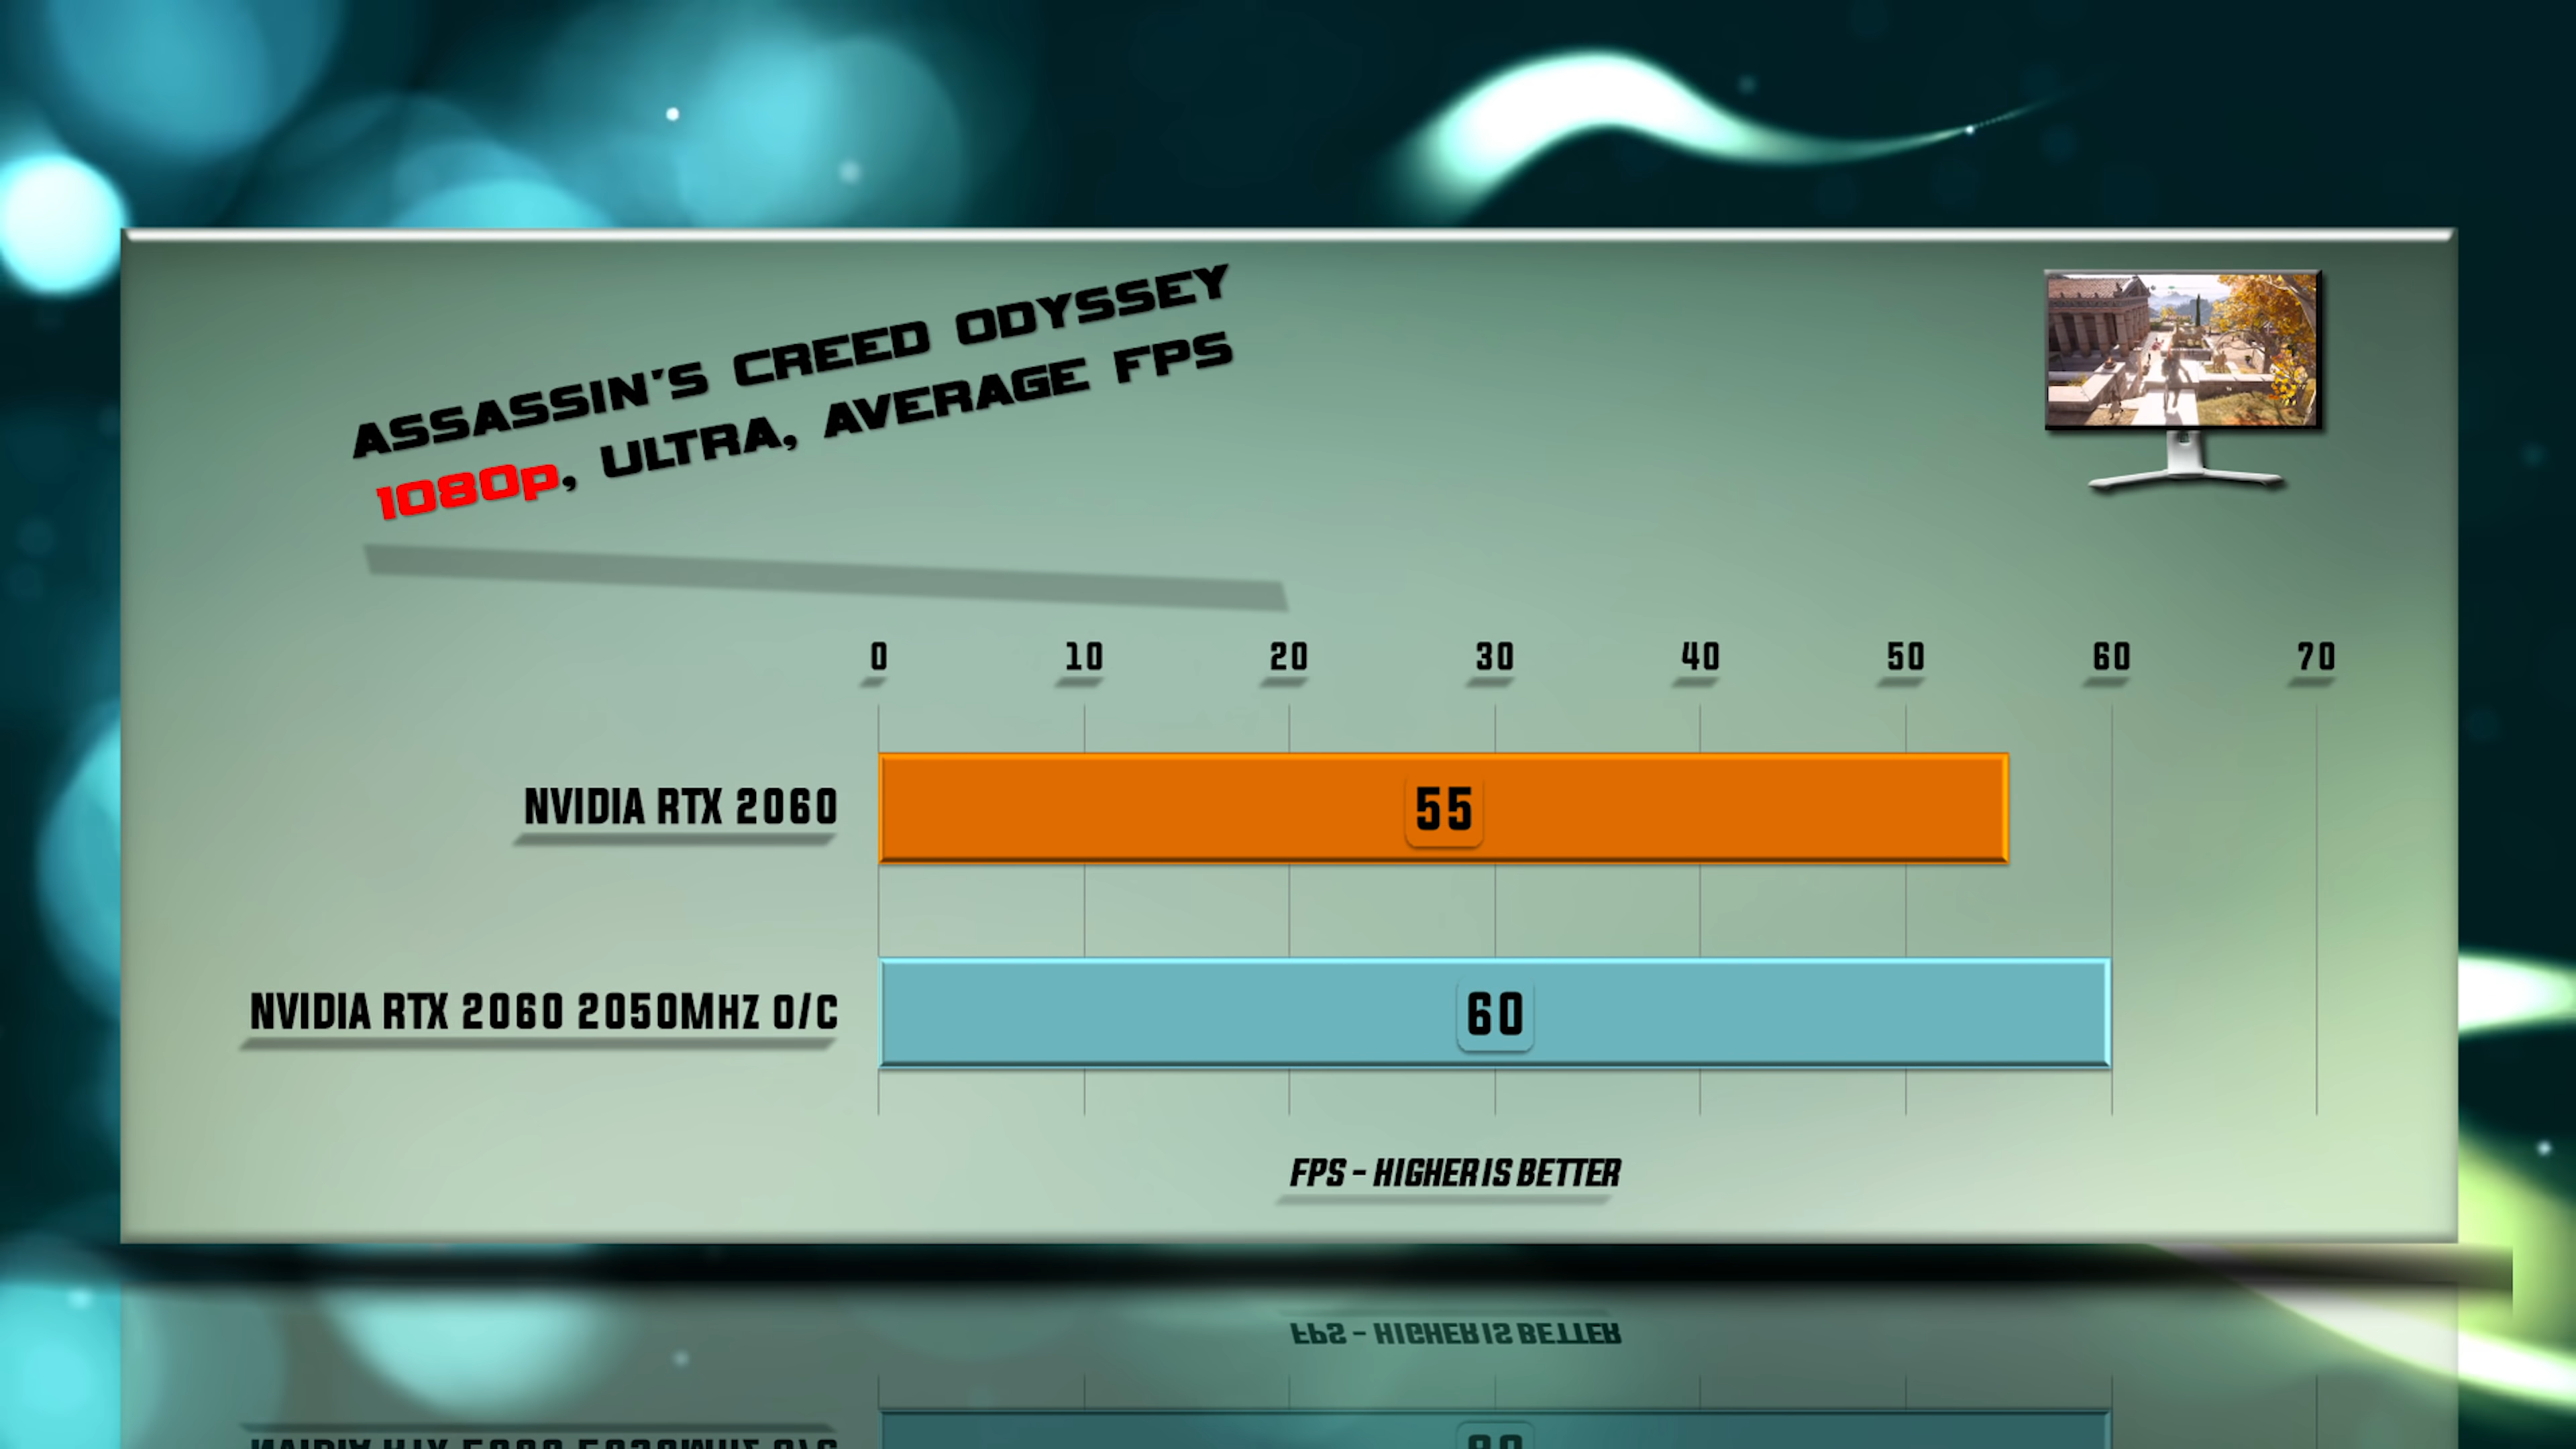 ASSASSIN'S CREED ODYSSEY
1080p, ULTRA, AVERAGE FPS
0 10 20 30 40 50 60 70
NVIDIA RTX 2060 55
NVIDIA RTX 2060 2050MHZ O/C 60
FPS - HIGHER IS BETTER